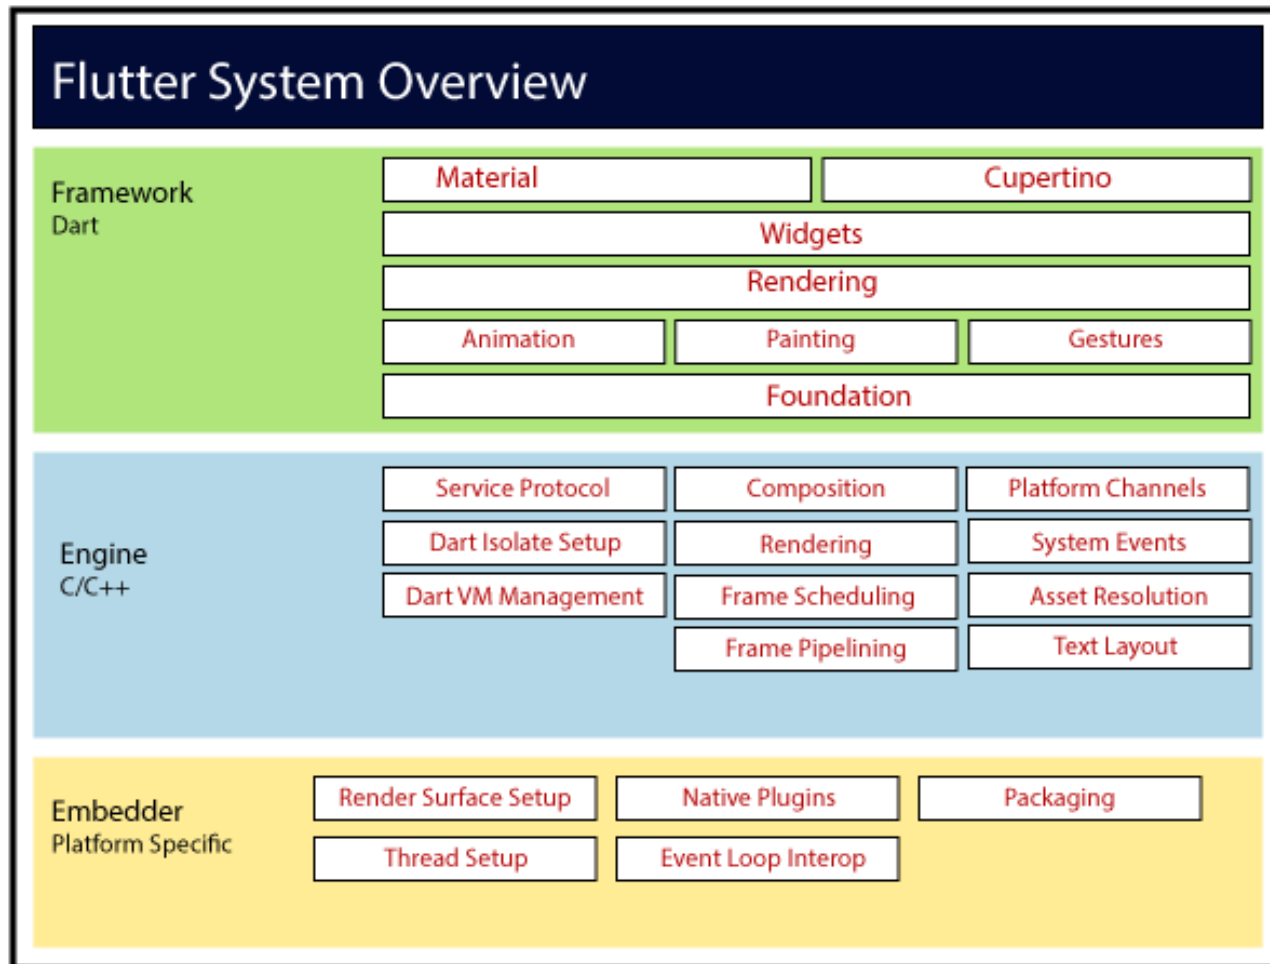 Flutter System Overview
Framework
Dart
Material Cupertino
Widgets
Rendering
Animation Painting Gestures
Foundation
Engine
C/C++
Service Protocol Composition Platform Channels
Dart Isolate Setup Rendering System Events
Dart VM Management Frame Scheduling Asset Resolution
Frame Pipelining Text Layout
Embedder
Platform Specific
Render Surface Setup Native Plugins Packaging
Thread Setup Event Loop Interop